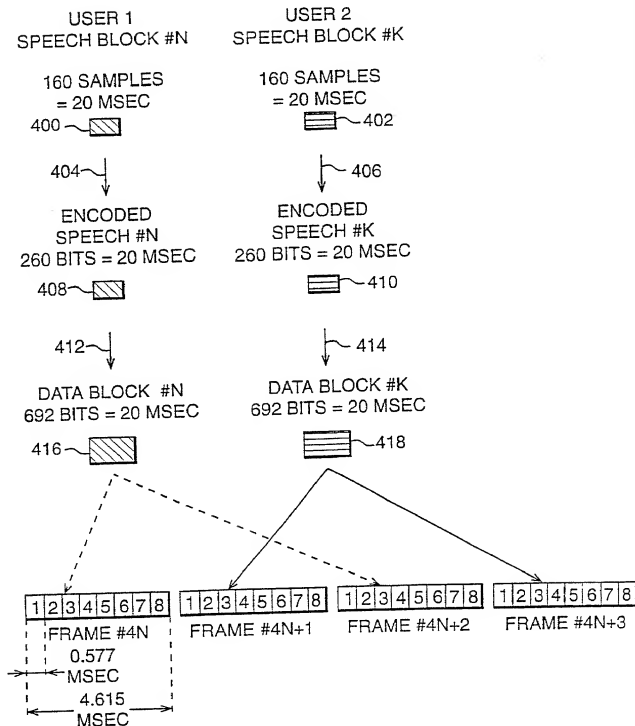 USER 1
SPEECH BLOCK #N
USER 2
SPEECH BLOCK #K
160 SAMPLES
= 20 MSEC
160 SAMPLES
= 20 MSEC
400
402
404
406
ENCODED
SPEECH #N
260 BITS = 20 MSEC
ENCODED
SPEECH #K
260 BITS = 20 MSEC
408
410
412
414
DATA BLOCK #N
692 BITS = 20 MSEC
DATA BLOCK #K
692 BITS = 20 MSEC
416
418
1 2 3 4 5 6 7 8
1 2 3 4 5 6 7 8
1 2 3 4 5 6 7 8
1 2 3 4 5 6 7 8
FRAME #4N
FRAME #4N+1
FRAME #4N+2
FRAME #4N+3
0.577
MSEC
4.615
MSEC